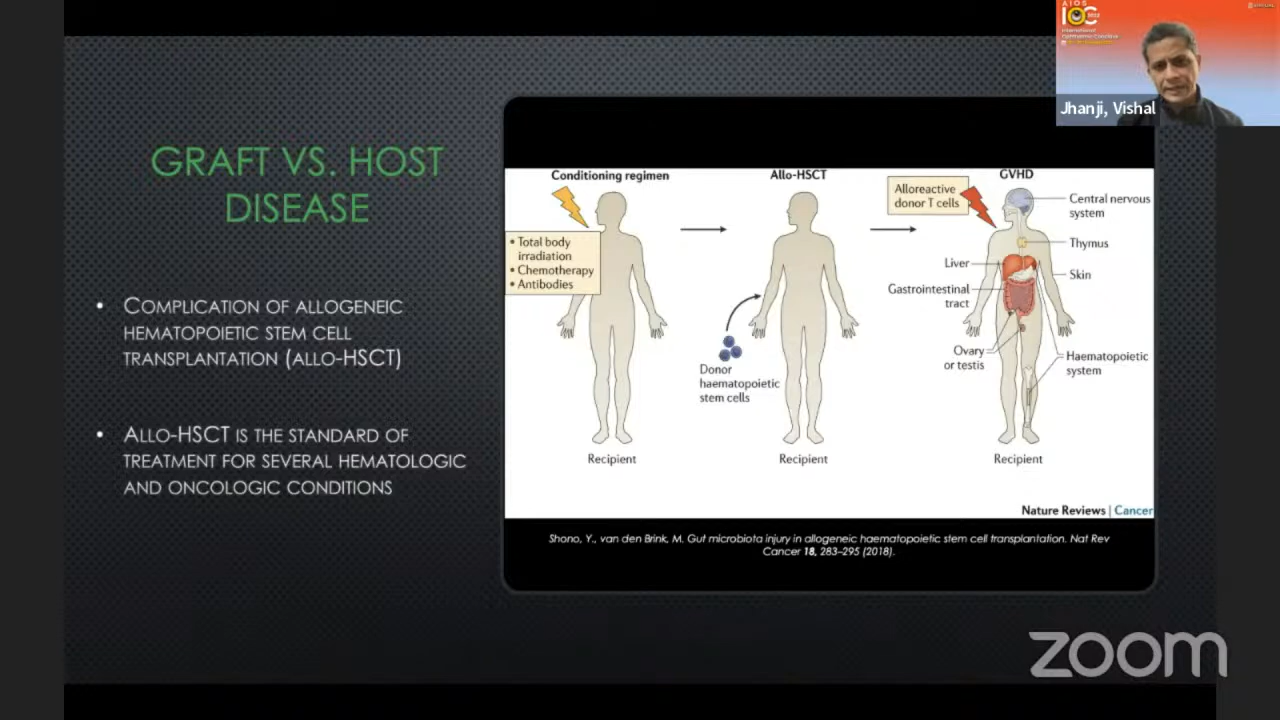 GRAFT VS. HOST
DISEASE
• COMPLICATION OF ALLOGENEIC
HEMATOPOIETIC STEM CELL
TRANSPLANTATION (ALLO-HSCT)
• ALLO-HSCT IS THE STANDARD OF
TREATMENT FOR SEVERAL HEMATOLOGIC
AND ONCOLOGIC CONDITIONS
Conditioning regimen
• Total body
irradiation
• Chemotherapy
• Antibodies
Recipient
Allo-HSCT
Donor
haematopoietic
stem cells
Recipient
GVHD
Alloreactive
donor T cells
Central nervous
system
Thymus
Liver
Skin
Gastrointestinal
tract
Ovary
or testis
Haematopoietic
system
Recipient
Nature Reviews | Cancer
Shono, Y., van den Brink, M. Gut microbiota injury in allogeneic haematopoietic stem cell transplantation. Nat Rev
Cancer 18, 283–295 (2018).
AIOS
IOC
Jhanji, Vishal
zoom